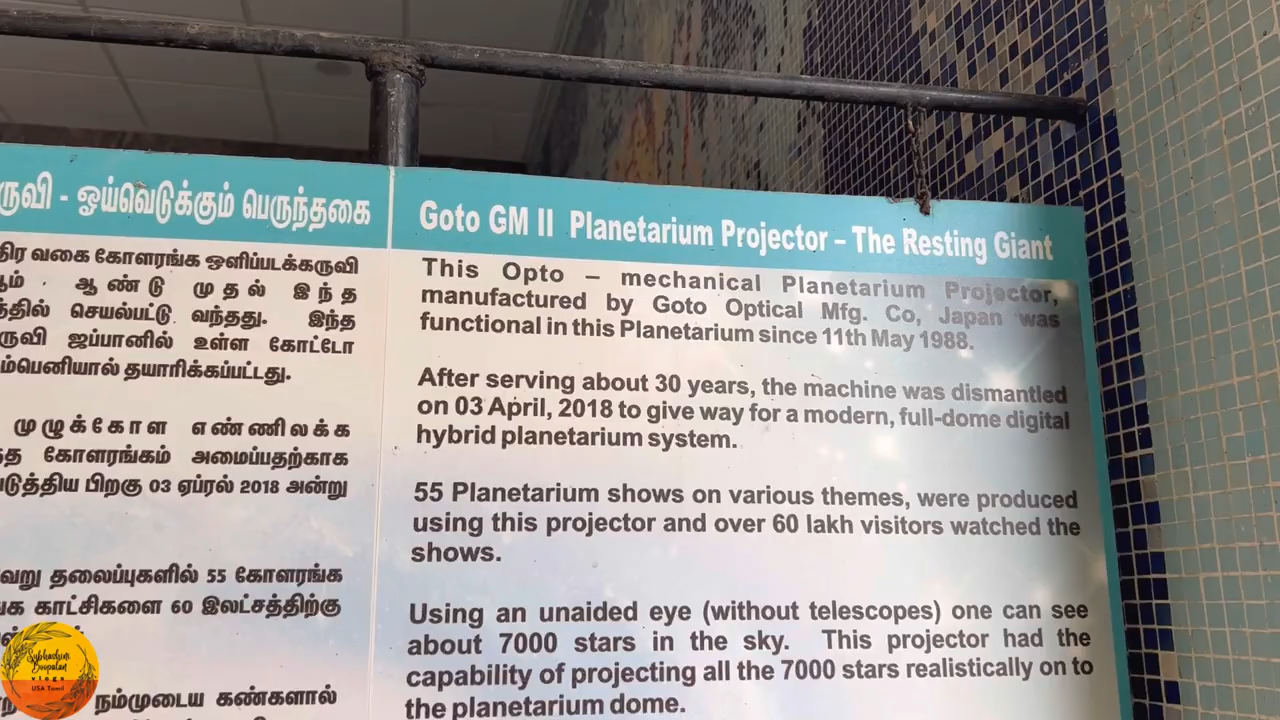 ருவி - ஓய்வெடுக்கும் பெருந்தகை
திர வகை கோளரங்க ஒளிப்படக்கருவி
ஆம் ஆண்டு முதல் இந்த
த்தில் செயல்பட்டு வந்தது. இந்த
ருவி ஜப்பானில் உள்ள கோட்டோ
ம்பெனியால் தயாரிக்கப்பட்டது.
முழுக்கோள எண்ணிலக்க
த கோளரங்கம் அமைப்பதற்காக
படுத்திய பிறகு 03 ஏப்ரல் 2018 அன்று
வேறு தலைப்புகளில் 55 கோளரங்க
க காட்சிகளை 60 இலட்சத்திற்கு
நம்முடைய கண்களால்
Goto GM II Planetarium Projector – The Resting Giant
This Opto – mechanical Planetarium Projector,
manufactured by Goto Optical Mfg. Co, Japan was
functional in this Planetarium since 11th May 1988.
After serving about 30 years, the machine was dismantled
on 03 April, 2018 to give way for a modern, full-dome digital
hybrid planetarium system.
55 Planetarium shows on various themes, were produced
using this projector and over 60 lakh visitors watched the
shows.
Using an unaided eye (without telescopes) one can see
about 7000 stars in the sky. This projector had the
capability of projecting all the 7000 stars realistically on to
the planetarium dome.
Subhashini
Boopalan
vlogs
USA Tamil